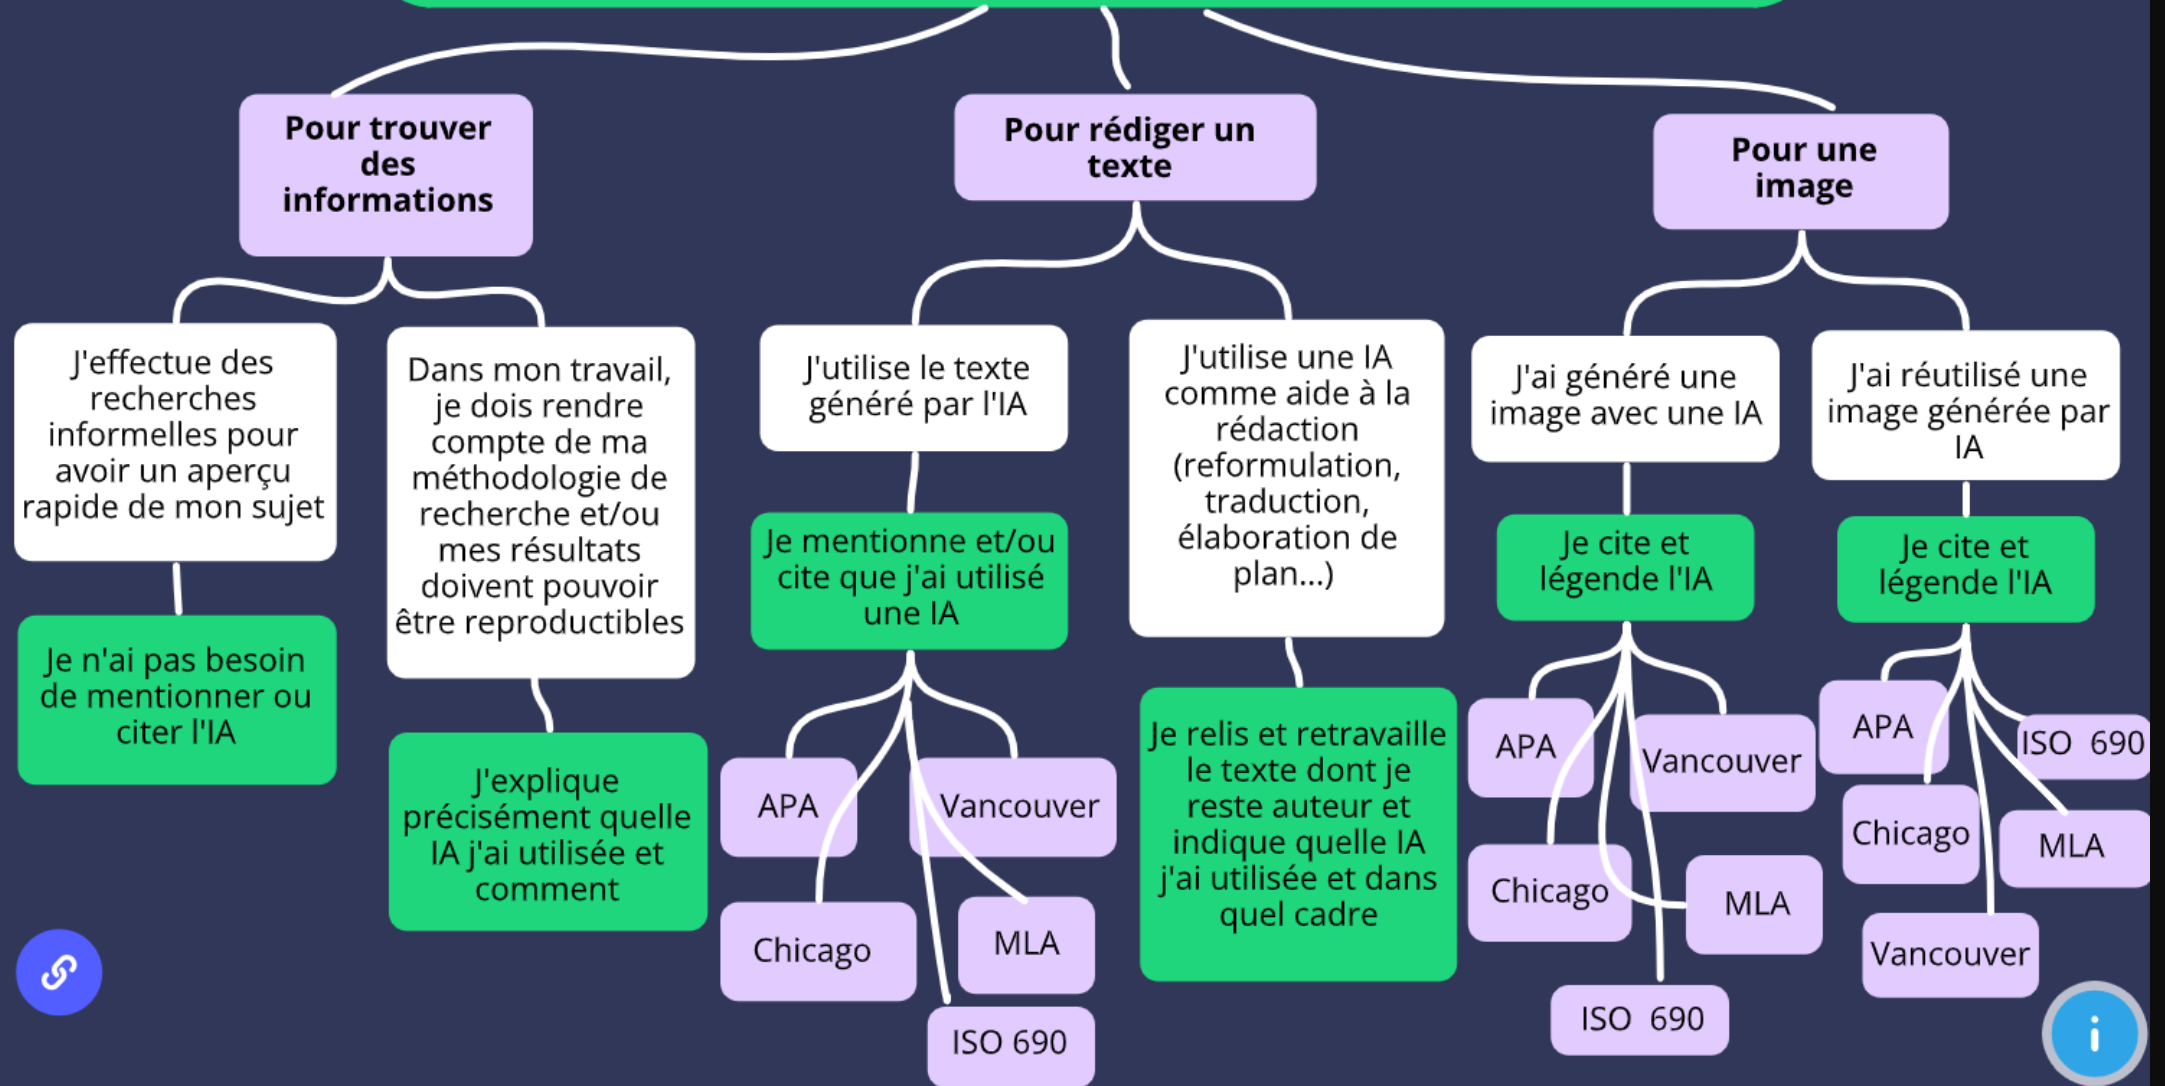 Pour trouver
des
informations
Pour rédiger un
texte
Pour une
image
J'effectue des
recherches
informelles pour
avoir un aperçu
rapide de mon sujet
Dans mon travail,
je dois rendre
compte de ma
méthodologie de
recherche et/ou
mes résultats
doivent pouvoir
être reproductibles
J'utilise le texte
généré par l'IA
J'utilise une IA
comme aide à la
rédaction
(reformulation,
traduction,
élaboration de
plan...)
J'ai généré une
image avec une IA
J'ai réutilisé une
image générée par
IA
Je n'ai pas besoin
de mentionner ou
citer l'IA
J'explique
précisément quelle
IA j'ai utilisée et
comment
Je mentionne et/ou
cite que j'ai utilisé
une IA
Je relis et retravaille
le texte dont je
reste auteur et
indique quelle IA
j'ai utilisée et dans
quel cadre
Je cite et
légende l'IA
Je cite et
légende l'IA
APA
Vancouver
Chicago
MLA
ISO 690
APA
Vancouver
Chicago
MLA
ISO  690
APA
ISO  690
Chicago
MLA
Vancouver
i